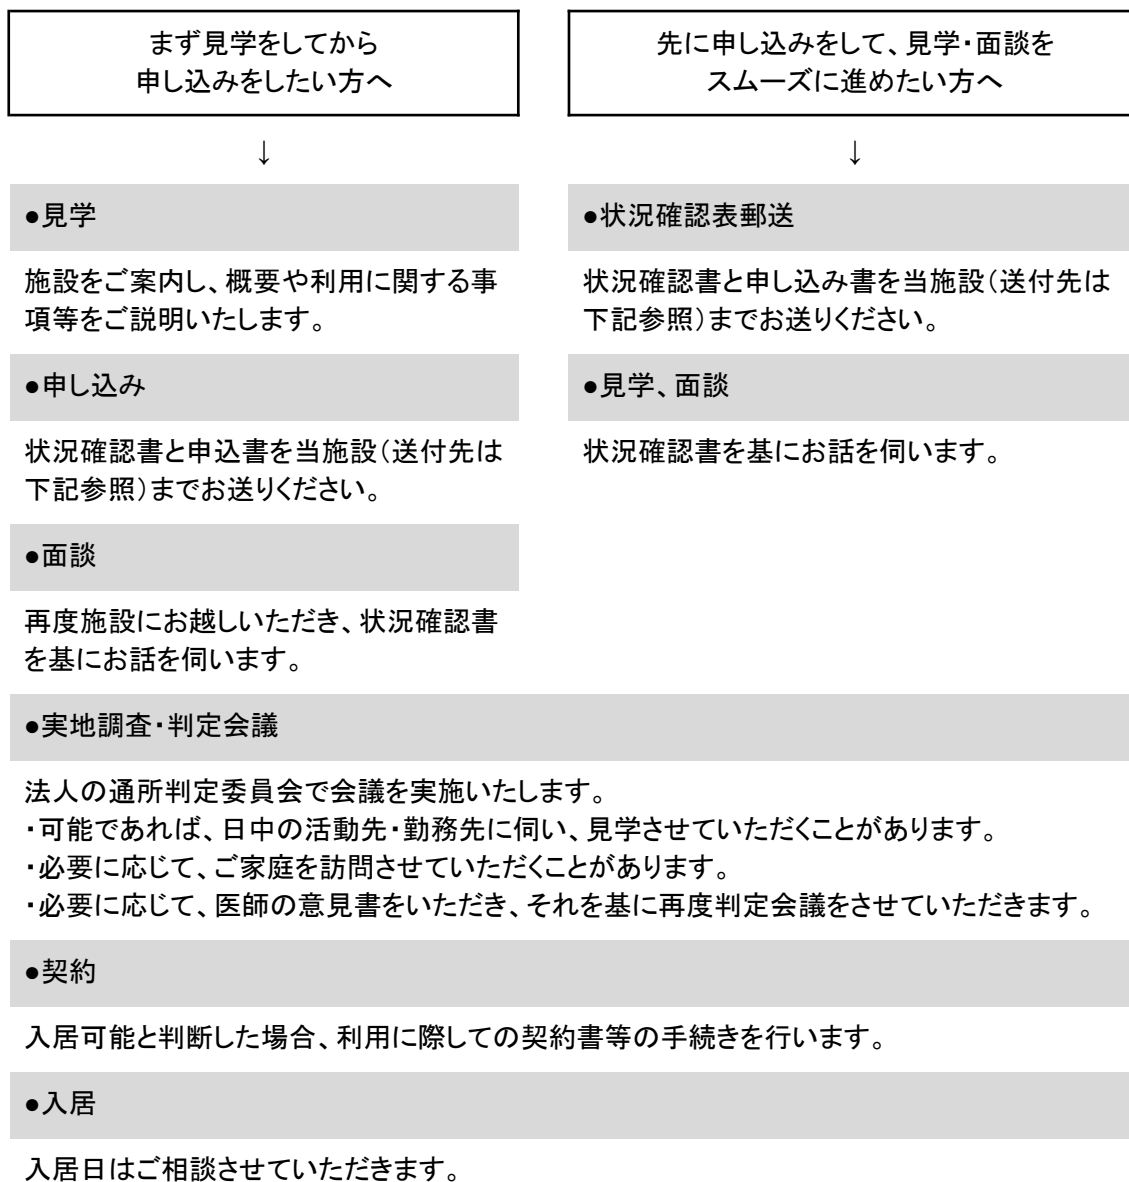 まず見学をしてから
申し込みをしたい方へ
↓
●見学
施設をご案内し、概要や利用に関する事
項等をご説明いたします。
●申し込み
状況確認書と申込書を当施設（送付先は
下記参照）までお送りください。
●面談
再度施設にお越しいただき、状況確認書
を基にお話を伺います。
先に申し込みをして、見学・面談を
スムーズに進めたい方へ
↓
●状況確認表郵送
状況確認書と申し込み書を当施設（送付先は
下記参照）までお送りください。
●見学、面談
状況確認書を基にお話を伺います。
●実地調査・判定会議
法人の通所判定委員会で会議を実施いたします。
・可能であれば、日中の活動先・勤務先に伺い、見学させていただくことがあります。
・必要に応じて、ご家庭を訪問させていただくことがあります。
・必要に応じて、医師の意見書をいただき、それを基に再度判定会議をさせていただきます。
●契約
入居可能と判断した場合、利用に際しての契約書等の手続きを行います。
●入居
入居日はご相談させていただきます。